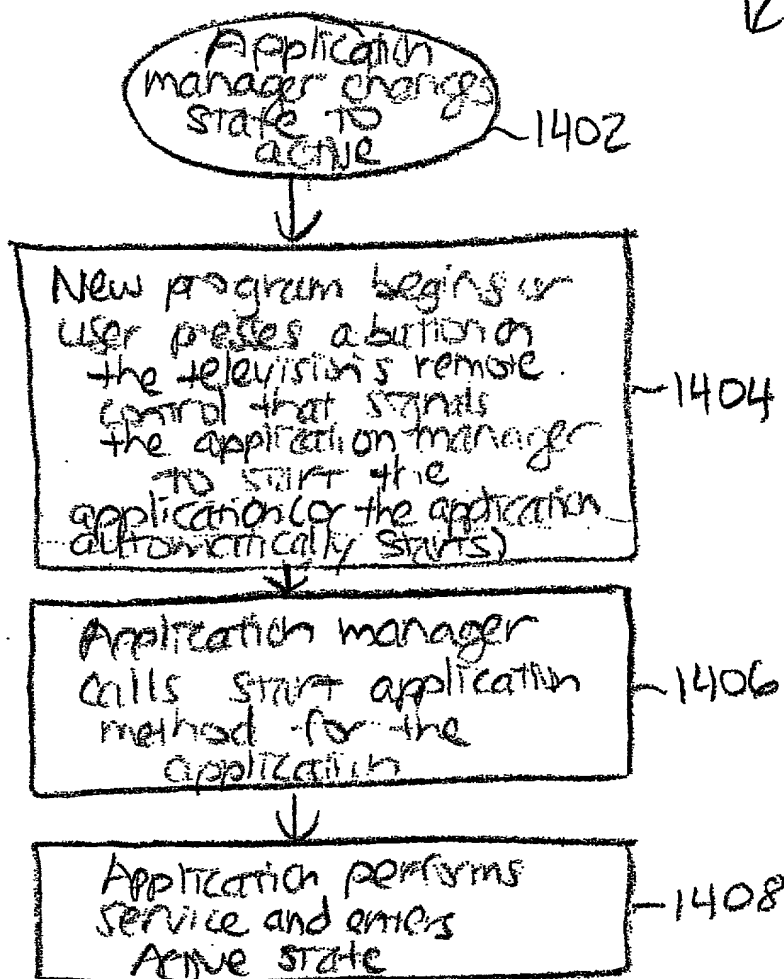 Application
manager changes
state to
active
1402
New program begins or
user presses a button on
the television's remote
control that stands
the application manager
to start the
application (or the application
automatically starts)
1404
Application manager
calls start application
method for the
application
1406
Application performs
service and enters
Active state
1408